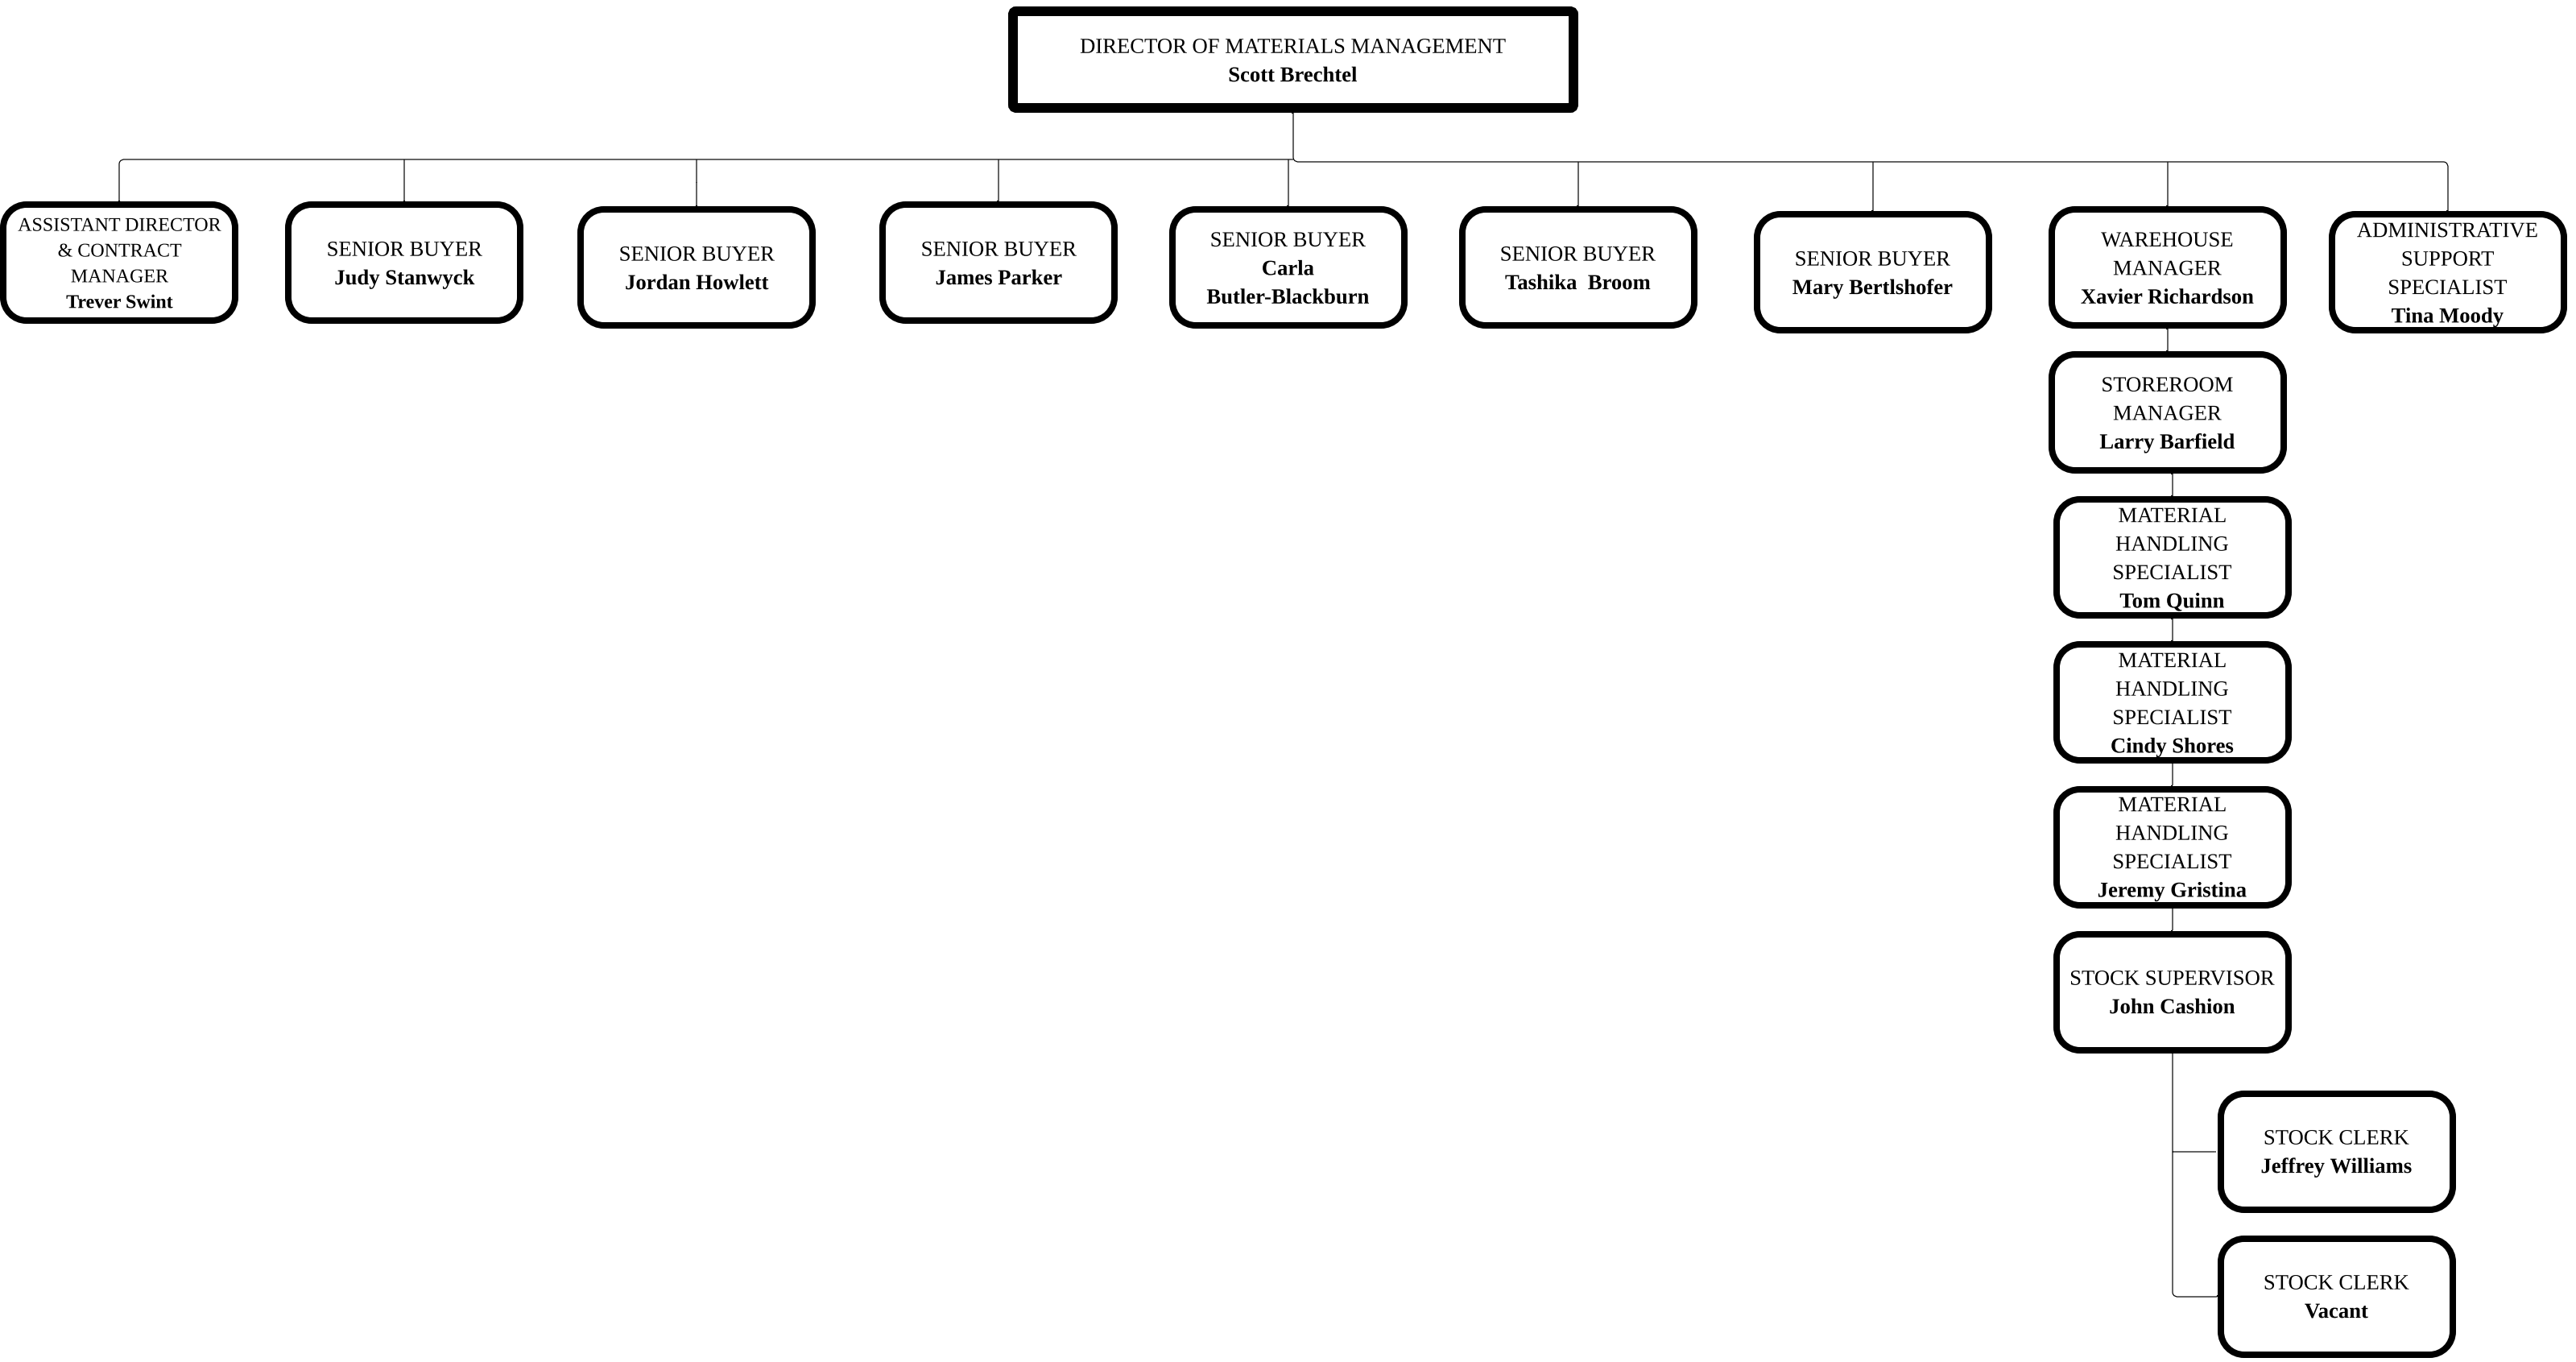 DIRECTOR OF MATERIALS MANAGEMENT
Scott Brechtel
ASSISTANT DIRECTOR
& CONTRACT
MANAGER
Trever Swint
SENIOR BUYER
Judy Stanwyck
SENIOR BUYER
Jordan Howlett
SENIOR BUYER
James Parker
SENIOR BUYER
Carla
Butler-Blackburn
SENIOR BUYER
Tashika  Broom
SENIOR BUYER
Mary Bertlshofer
WAREHOUSE
MANAGER
Xavier Richardson
ADMINISTRATIVE
SUPPORT
SPECIALIST
Tina Moody
STOREROOM
MANAGER
Larry Barfield
MATERIAL
HANDLING
SPECIALIST
Tom Quinn
MATERIAL
HANDLING
SPECIALIST
Cindy Shores
MATERIAL
HANDLING
SPECIALIST
Jeremy Gristina
STOCK SUPERVISOR
John Cashion
STOCK CLERK
Jeffrey Williams
STOCK CLERK
Vacant